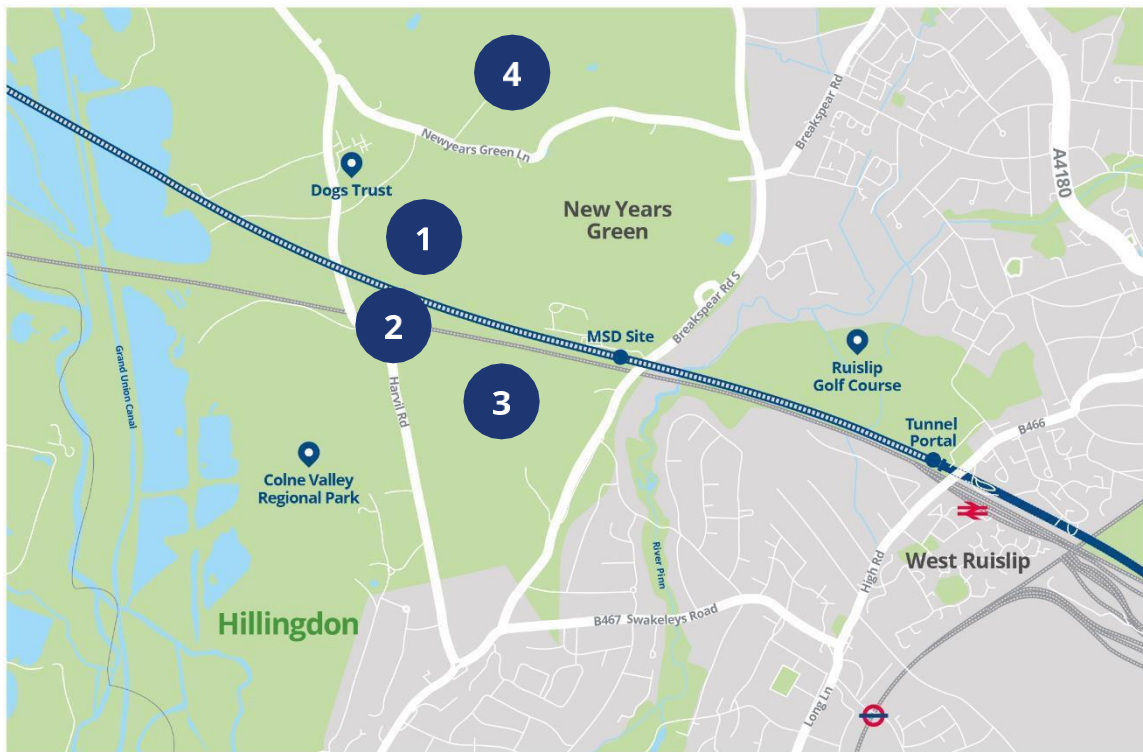 4
Breakspear Rd
Newyears Green Ln
A4180
Dogs Trust
New Years
Green
1
Breakspear Rd S
2
MSD Site
Ruislip
Golf Course
Grand Union Canal
3
Harvil Rd
Tunnel
Portal
B466
Colne Valley
Regional Park
High Rd
West Ruislip
River Pinn
Hillingdon
B467 Swakeleys Road
Long Ln